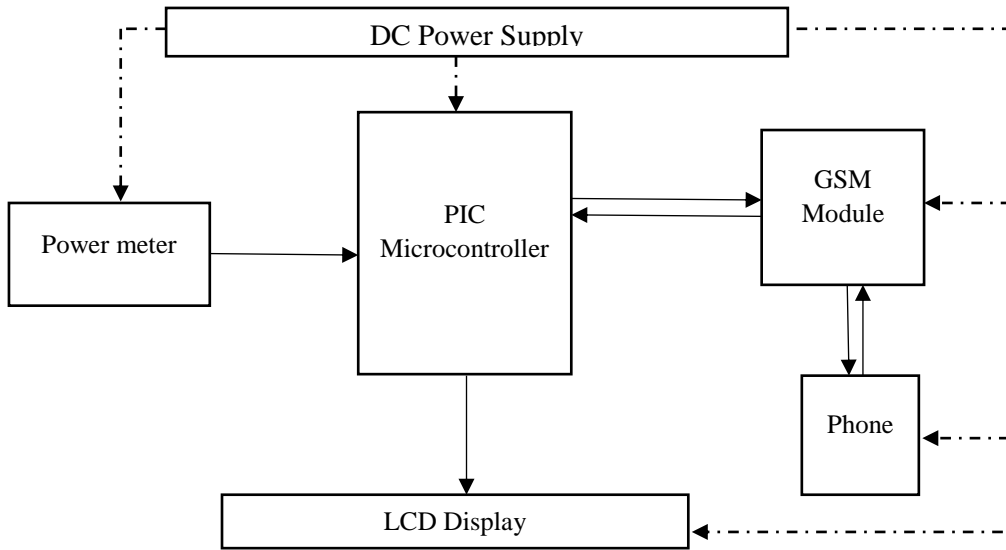 DC Power Supply
PIC
Microcontroller
GSM
Module
Power meter
Phone
LCD Display